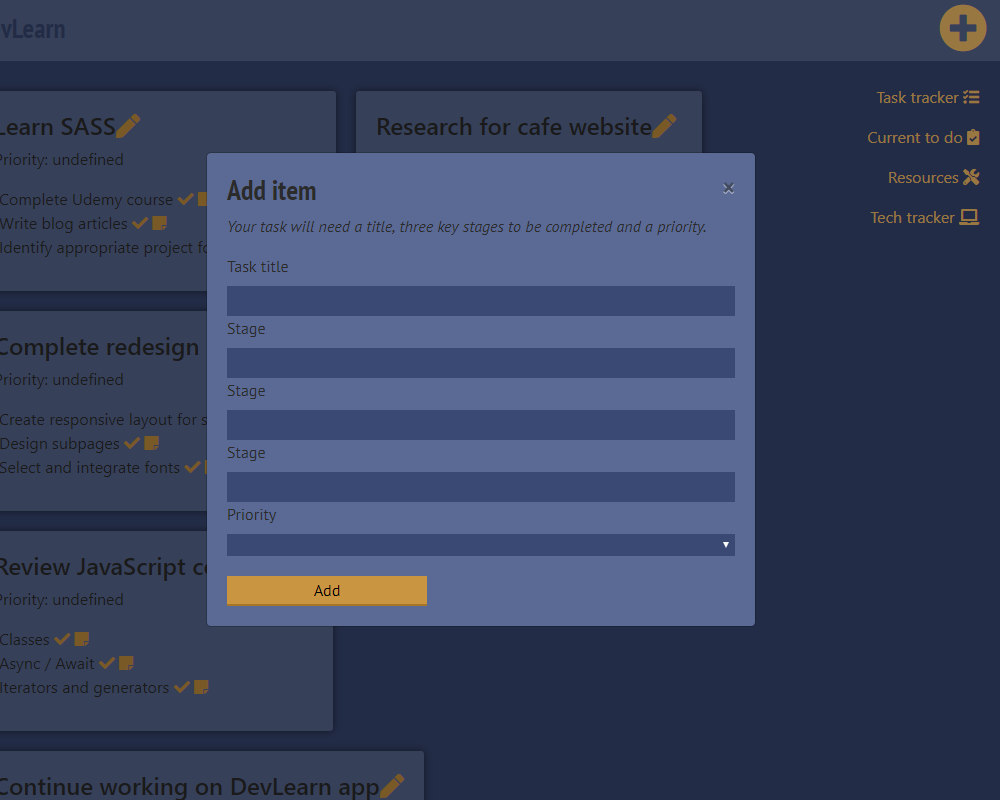 vLearn
Task tracker
Current to do
Resources
Tech tracker
Learn SASS
Priority: undefined
Complete Udemy course
Write blog articles
Identify appropriate project fo
Research for cafe website
Complete redesign
Priority: undefined
Create responsive layout for s
Design subpages
Select and integrate fonts
Review JavaScript co
Priority: undefined
Classes
Async / Await
Iterators and generators
Continue working on DevLearn app
Add item
×
Your task will need a title, three key stages to be completed and a priority.
Task title
Stage
Stage
Stage
Priority
Add